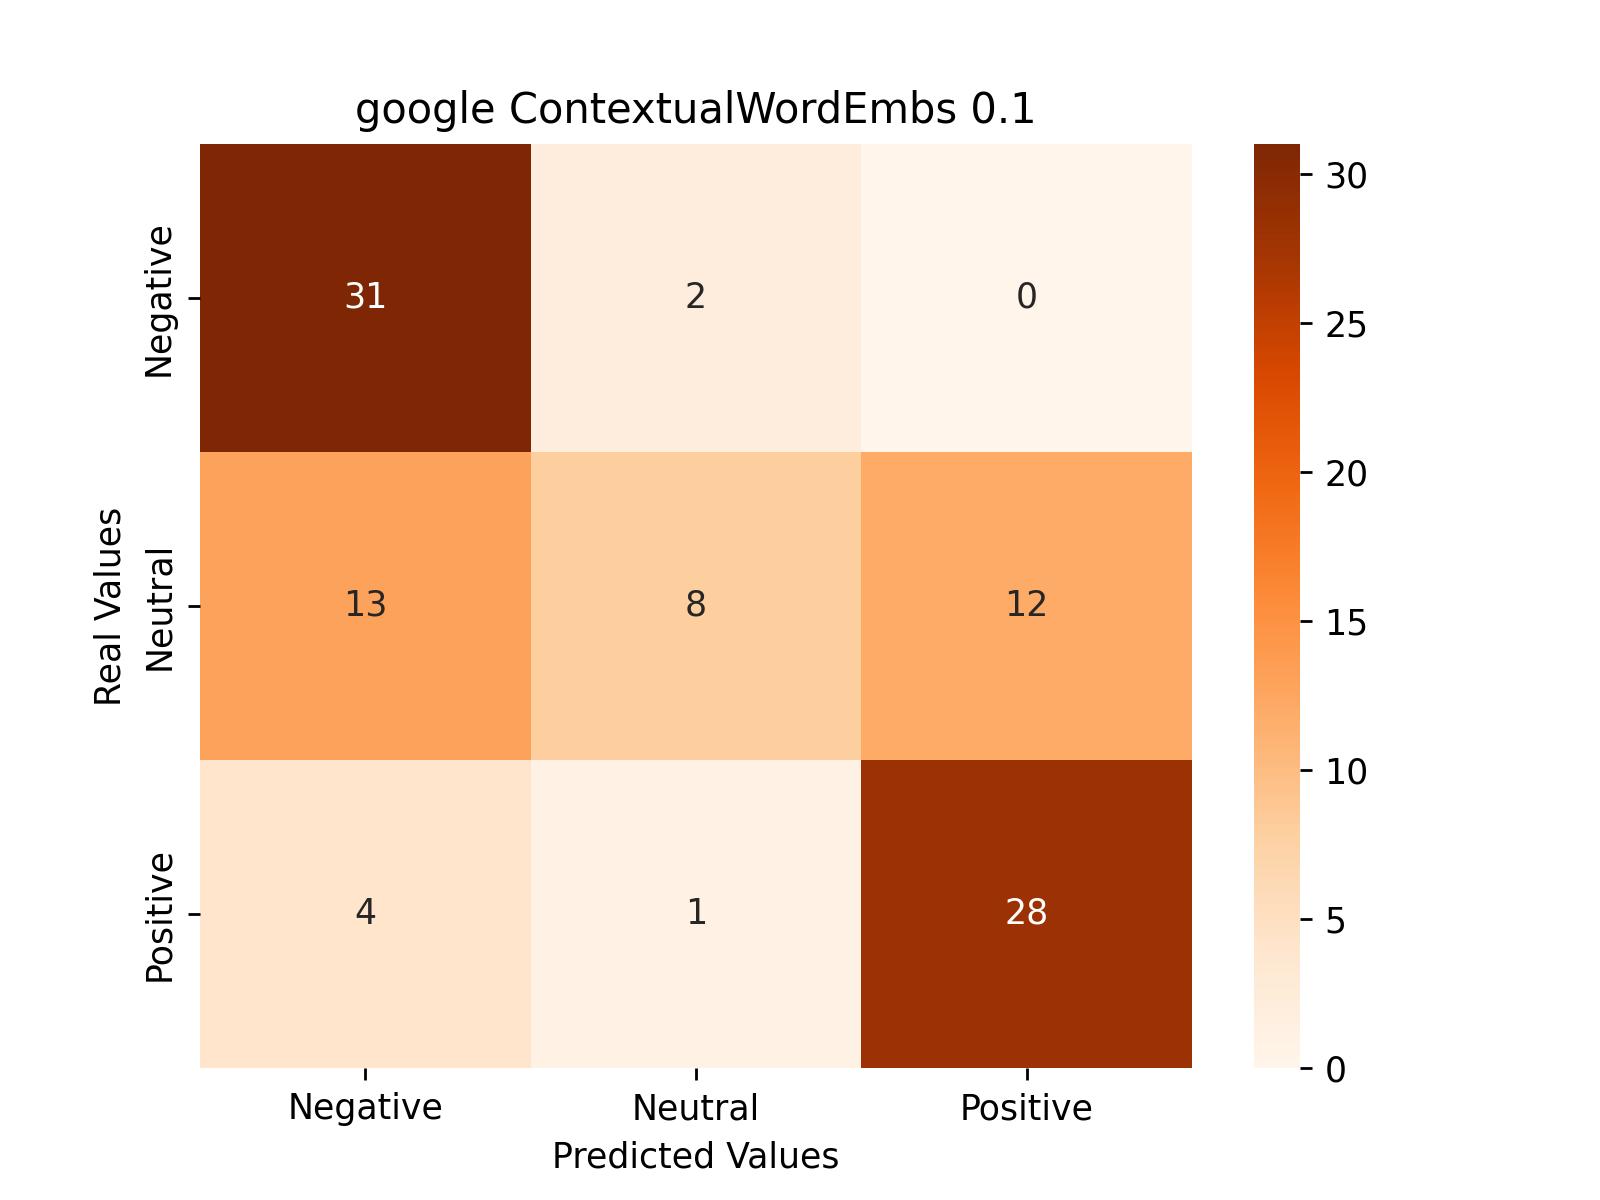 google ContextualWordEmbs 0.1
Real Values
Negative
31 2 0
Neutral
13 8 12
Positive
4 1 28
Negative Neutral Positive
Predicted Values
30
25
20
15
10
5
0